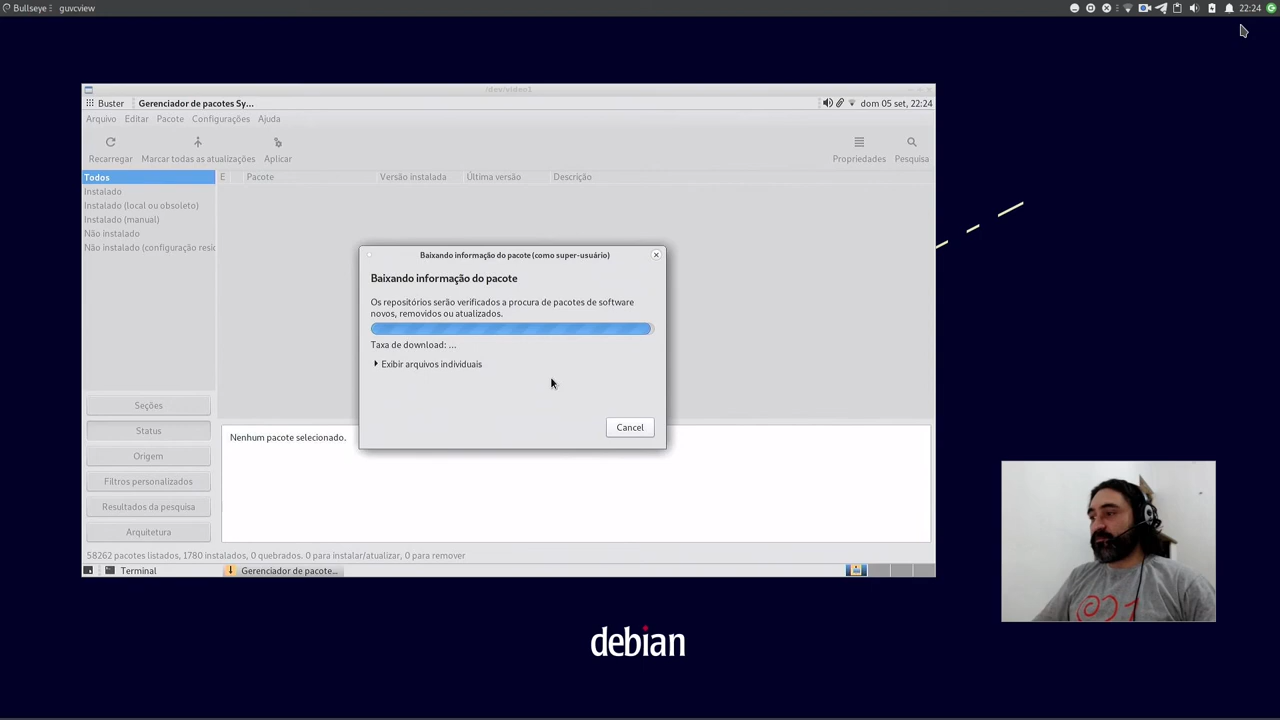 Bullseye guvcview 22:24
/dev/video1
Buster Gerenciador de pacotes Sy... dom 05 set, 22:24
Arquivo Editar Pacote Configurações Ajuda
Recarregar Marcar todas as atualizações Aplicar Propriedades Pesquisa
Todos
Instalado
Instalado (local ou obsoleto)
Instalado (manual)
Não instalado
Não instalado (configuração resid
E Pacote Versão instalada Última versão Descrição
Baixando informação do pacote (como super-usuário)
Baixando informação do pacote
Os repositórios serão verificados a procura de pacotes de software
novos, removidos ou atualizados.
Taxa de download: ...
Exibir arquivos individuais
Cancel
Seções
Status
Origem
Filtros personalizados
Resultados da pesquisa
Arquitetura
Nenhum pacote selecionado.
58262 pacotes listados, 1780 instalados, 0 quebrados. 0 para instalar/atualizar, 0 para remover
Terminal Gerenciador de pacote...
debian